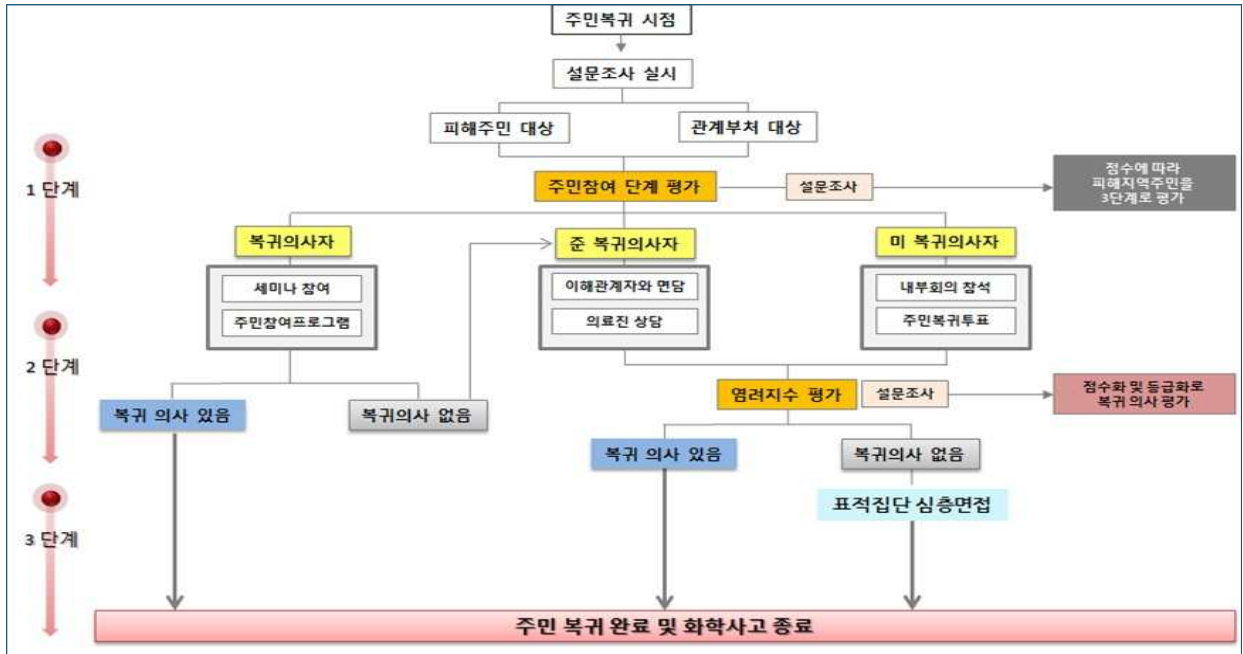 주민복귀 시점
설문조사 실시
피해주민 대상
관계부처 대상
1 단계
주민참여 단계 평가
설문조사
점수에 따라
피해지역주민을
3단계로 평가
복귀의사자
준 복귀의사자
미 복귀의사자
세미나 참여
주민참여프로그램
이해관계자와 면담
의료진 상담
내부회의 참석
주민복귀투표
2 단계
염려지수 평가
설문조사
점수화 및 등급화로
복귀 의사 평가
복귀 의사 있음
복귀의사 없음
복귀 의사 있음
복귀의사 없음
표적집단 심층면접
3 단계
주민 복귀 완료 및 화학사고 종료